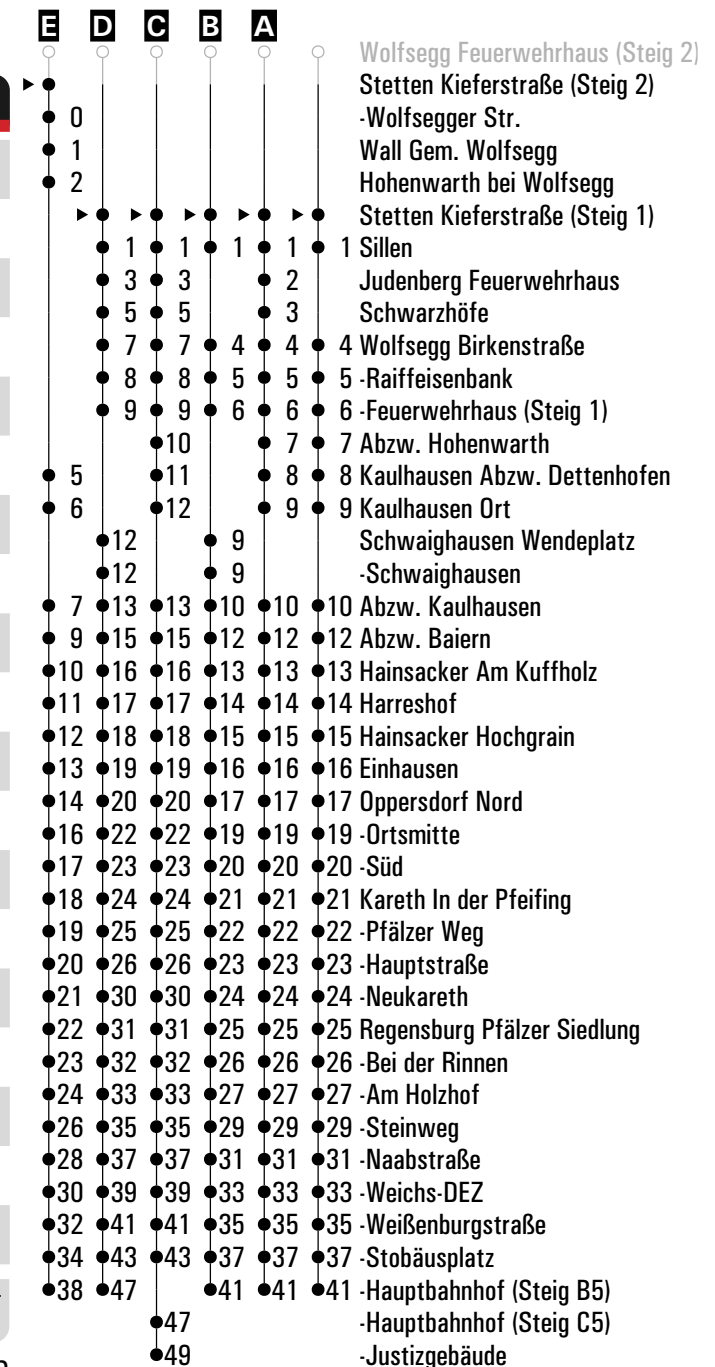 E D C B A
Wolfsegg Feuerwehrhaus (Steig 2)
Stetten Kieferstraße (Steig 2)
0 -Wolfsegger Str.
1 Wall Gem. Wolfsegg
2 Hohenwarth bei Wolfsegg
Stetten Kieferstraße (Steig 1)
1 1 1 1 1 Sillen
3 3 2 Judenberg Feuerwehrhaus
5 5 3 Schwarzhöfe
7 7 4 4 4 Wolfsegg Birkenstraße
8 8 5 5 5 -Raiffeisenbank
9 9 6 6 6 -Feuerwehrhaus (Steig 1)
10 7 7 Abzw. Hohenwarth
5 11 8 8 Kaulhausen Abzw. Dettenhofen
6 12 9 9 Kaulhausen Ort
12 9 Schwaighausen Wendeplatz
12 9 -Schwaighausen
7 13 13 10 10 10 Abzw. Kaulhausen
9 15 15 12 12 12 Abzw. Baiern
10 16 16 13 13 13 Hainsacker Am Kuffholz
11 17 17 14 14 14 Harreshof
12 18 18 15 15 15 Hainsacker Hochgrain
13 19 19 16 16 16 Einhausen
14 20 20 17 17 17 Oppersdorf Nord
16 22 22 19 19 19 -Ortsmitte
17 23 23 20 20 20 -Süd
18 24 24 21 21 21 Kareth In der Pfeifing
19 25 25 22 22 22 -Pfälzer Weg
20 26 26 23 23 23 -Hauptstraße
21 30 30 24 24 24 -Neukareth
22 31 31 25 25 25 Regensburg Pfälzer Siedlung
23 32 32 26 26 26 -Bei der Rinnen
24 33 33 27 27 27 -Am Holzhof
26 35 35 29 29 29 -Steinweg
28 37 37 31 31 31 -Naabstraße
30 39 39 33 33 33 -Weichs-DEZ
32 41 41 35 35 35 -Weißenburgstraße
34 43 43 37 37 37 -Stobäusplatz
38 47 41 41 41 -Hauptbahnhof (Steig B5)
47 -Hauptbahnhof (Steig C5)
49 -Justizgebäude